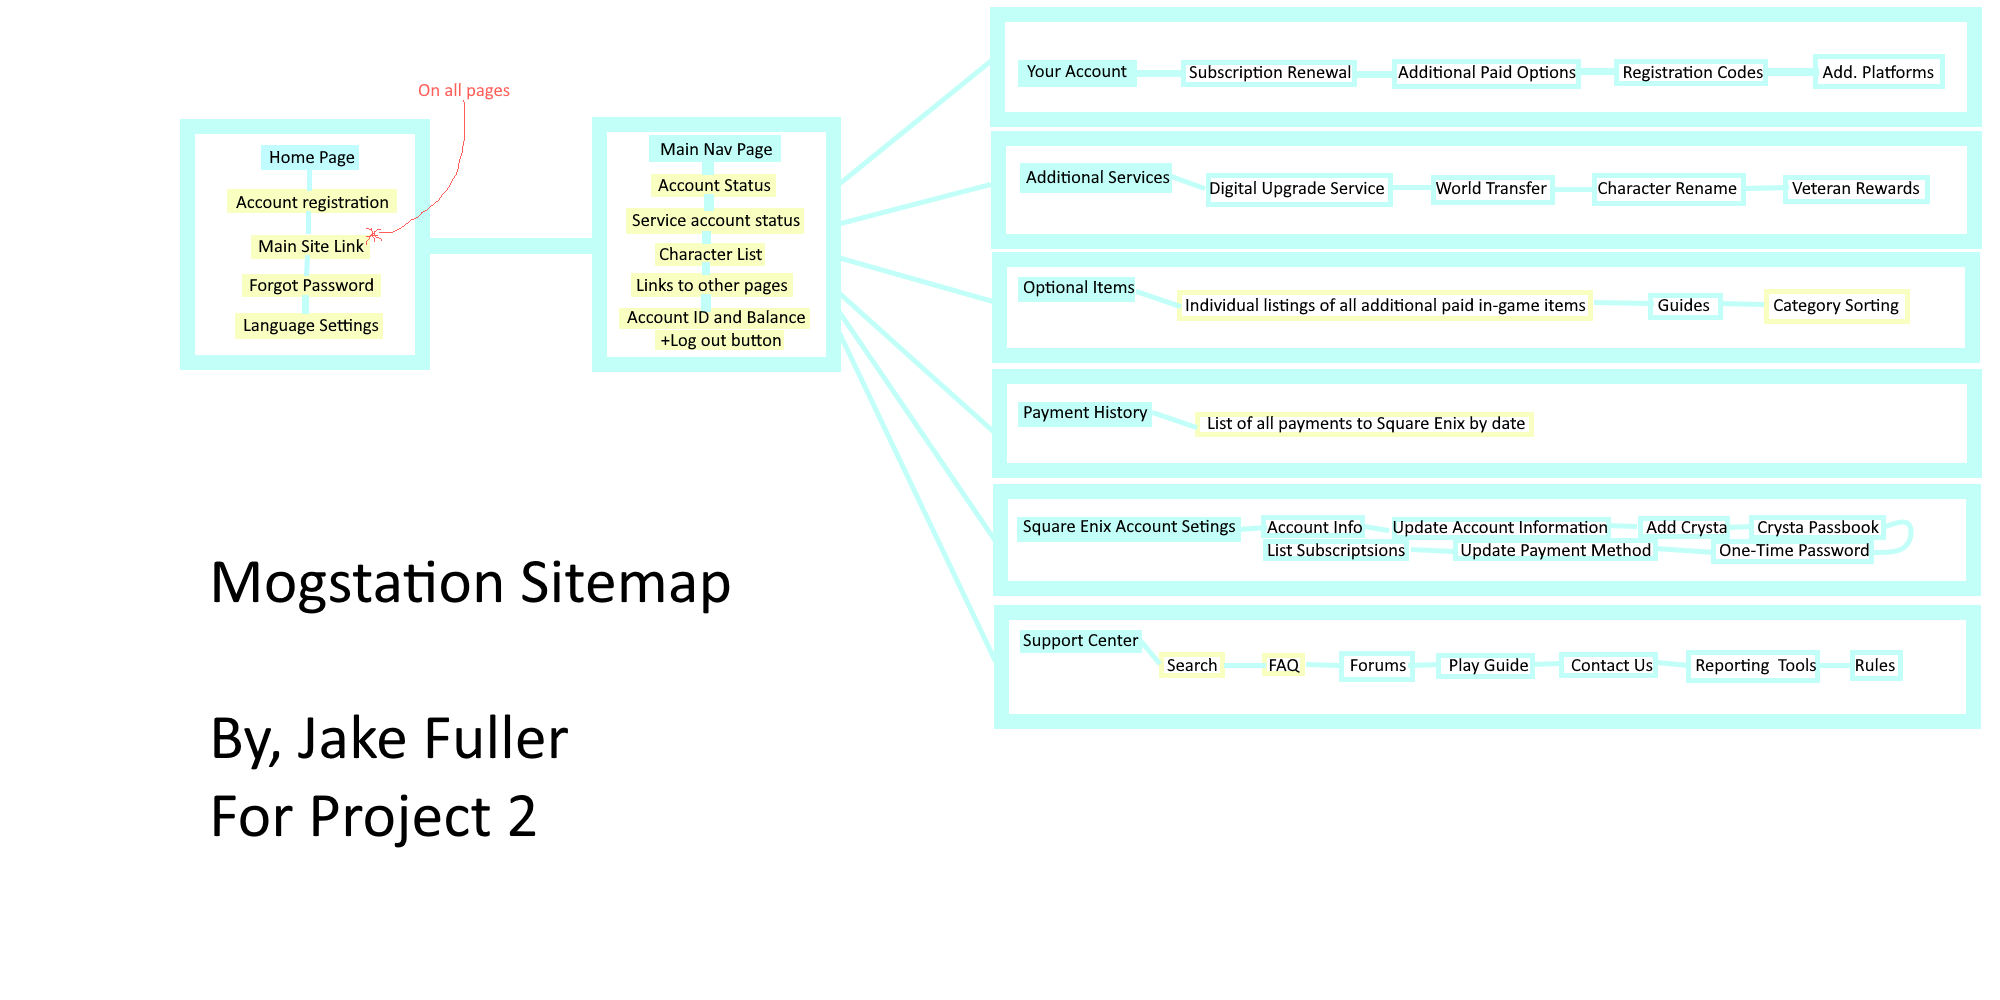 On all pages
Home Page
Account registration
Main Site Link
Forgot Password
Language Settings
Main Nav Page
Account Status
Service account status
Character List
Links to other pages
Account ID and Balance
+Log out button
Your Account
Subscription Renewal
Additional Paid Options
Registration Codes
Add. Platforms
Additional Services
Digital Upgrade Service
World Transfer
Character Rename
Veteran Rewards
Optional Items
Individual listings of all additional paid in-game items
Guides
Category Sorting
Payment History
List of all payments to Square Enix by date
Square Enix Account Setings
Account Info
Update Account Information
Add Crysta
Crysta Passbook
List Subscriptsions
Update Payment Method
One-Time Password
Support Center
Search
FAQ
Forums
Play Guide
Contact Us
Reporting Tools
Rules
Mogstation Sitemap
By, Jake Fuller
For Project 2